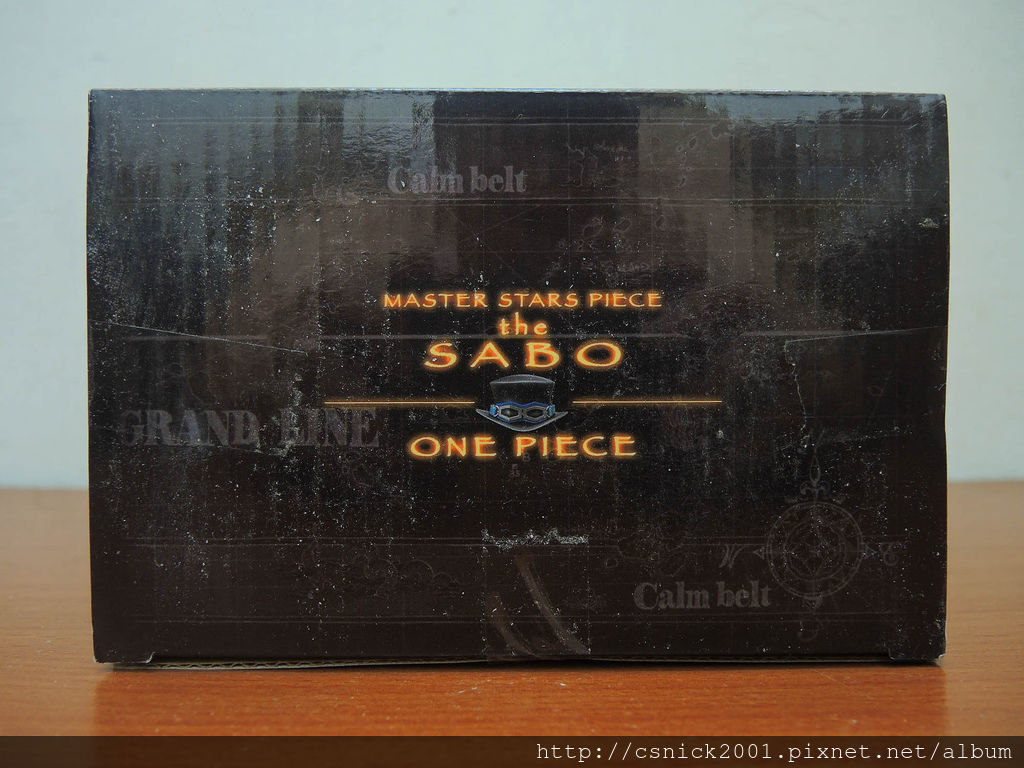 Calm belt
MASTER STARS PIECE
the
SABO
GRAND LINE
ONE PIECE
Calm belt
http://csnick2001.pixnet.net/album